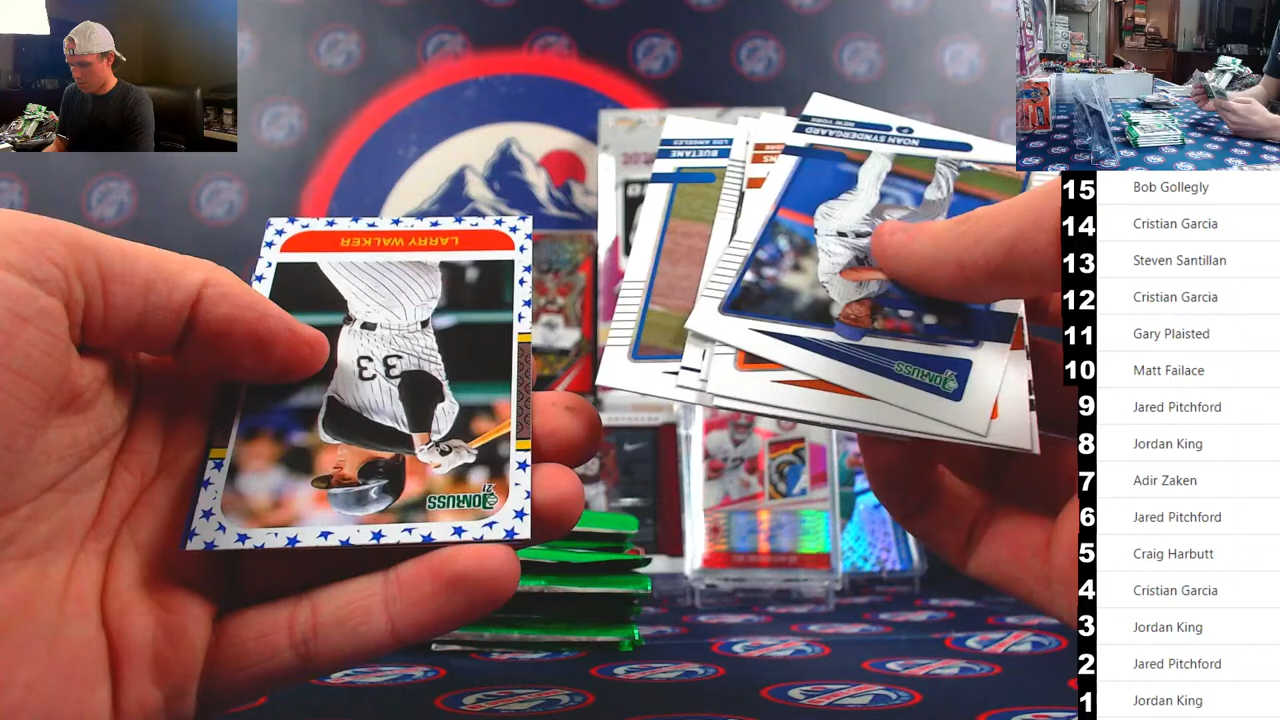 LARRY WALKER
33
DONRUSS
21
BUETANE
LOS ANGELES
NS
NOAH SYNDERGAARD
NEW YORK
DONRUSS
15 Bob Gollegly
14 Cristian Garcia
13 Steven Santillan
12 Cristian Garcia
11 Gary Plaisted
10 Matt Failace
9 Jared Pitchford
8 Jordan King
7 Adir Zaken
6 Jared Pitchford
5 Craig Harbutt
4 Cristian Garcia
3 Jordan King
2 Jared Pitchford
1 Jordan King